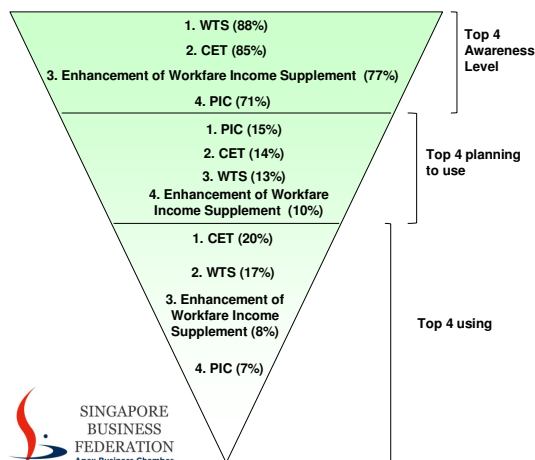 1. WTS (88%)
2. CET (85%)
3. Enhancement of Workfare Income Supplement (77%)
4. PIC (71%)
Top 4
Awareness
Level
1. PIC (15%)
2. CET (14%)
3. WTS (13%)
4. Enhancement of Workfare
Income Supplement (10%)
Top 4 planning
to use
1. CET (20%)
2. WTS (17%)
3. Enhancement of
Workfare Income
Supplement (8%)
4. PIC (7%)
Top 4 using
SINGAPORE
BUSINESS
FEDERATION
Apex Business Chamber